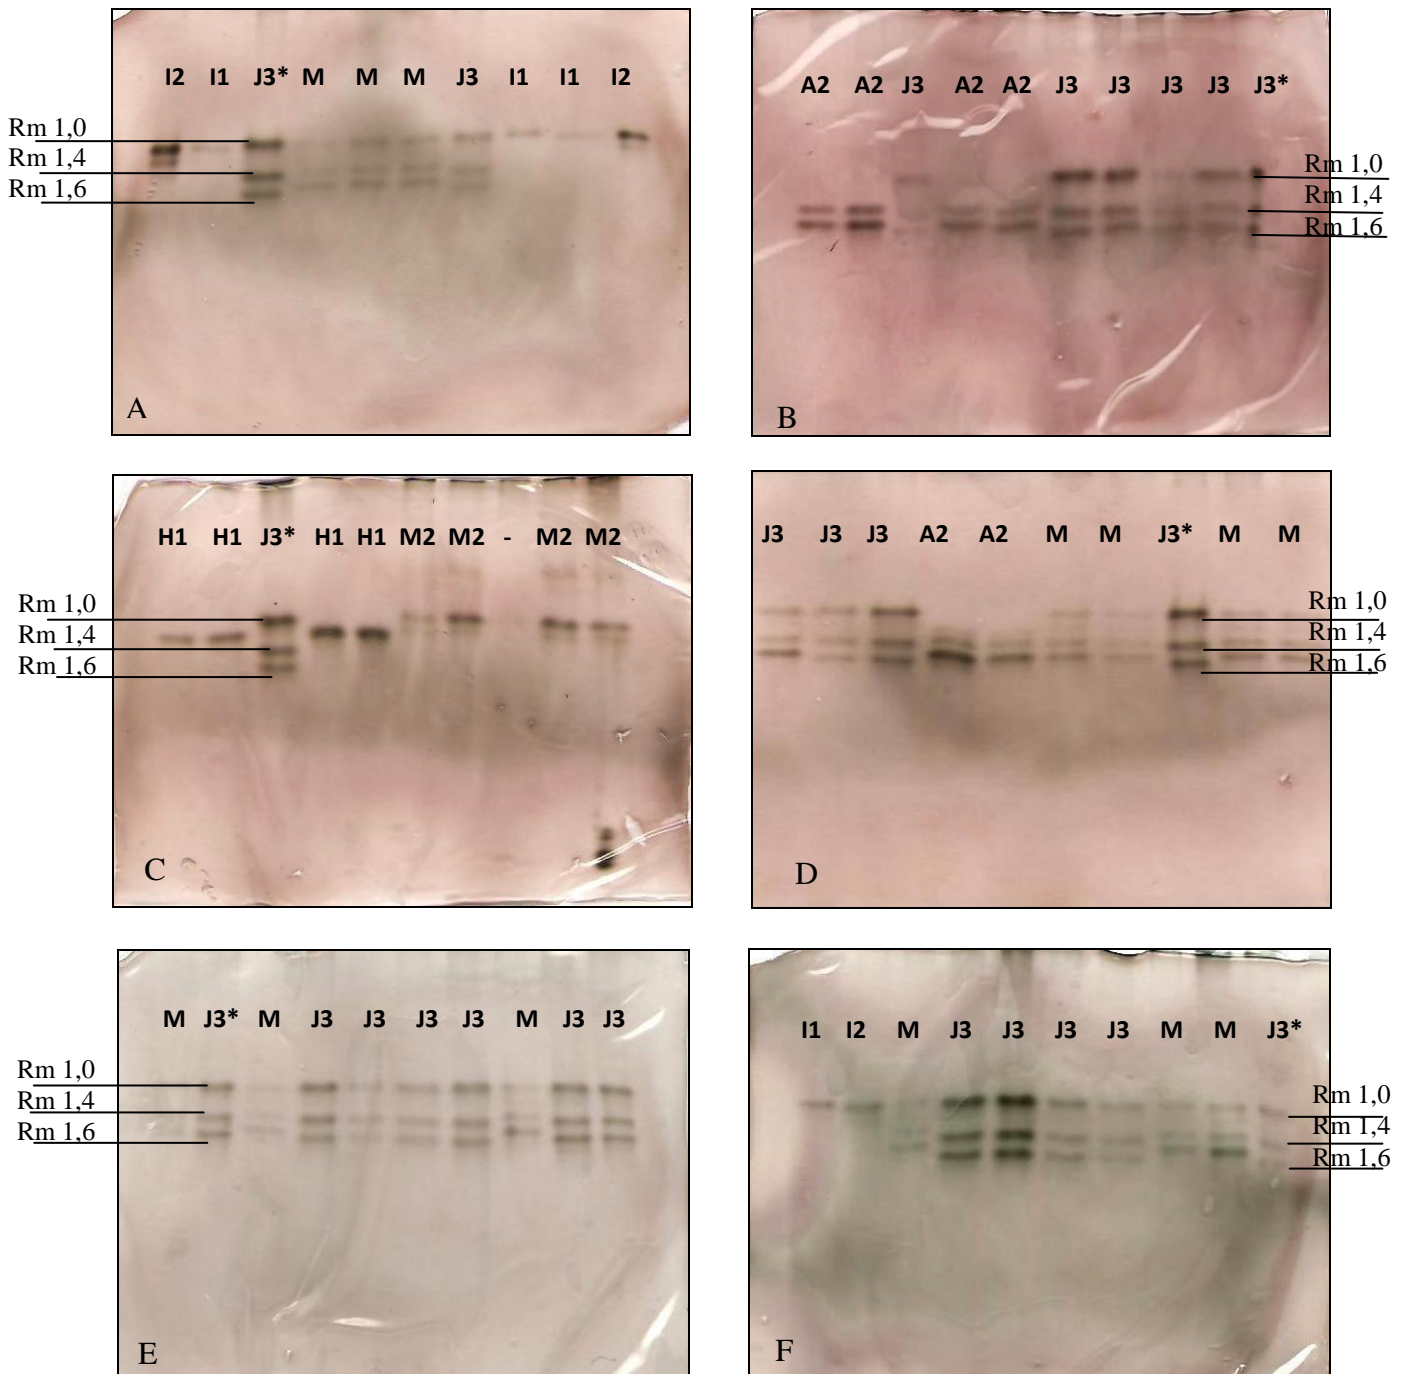 I2 I1 J3* M M M J3 I1 I1 I2
Rm 1,0
Rm 1,4
Rm 1,6
A
A2 A2 J3 A2 A2 J3 J3 J3 J3 J3*
Rm 1,0
Rm 1,4
Rm 1,6
B
H1 H1 J3* H1 H1 M2 M2 - M2 M2
Rm 1,0
Rm 1,4
Rm 1,6
C
J3 J3 J3 A2 A2 M M J3* M M
Rm 1,0
Rm 1,4
Rm 1,6
D
M J3* M J3 J3 J3 J3 M J3 J3
Rm 1,0
Rm 1,4
Rm 1,6
E
I1 I2 M J3 J3 J3 J3 M M J3*
Rm 1,0
Rm 1,4
Rm 1,6
F